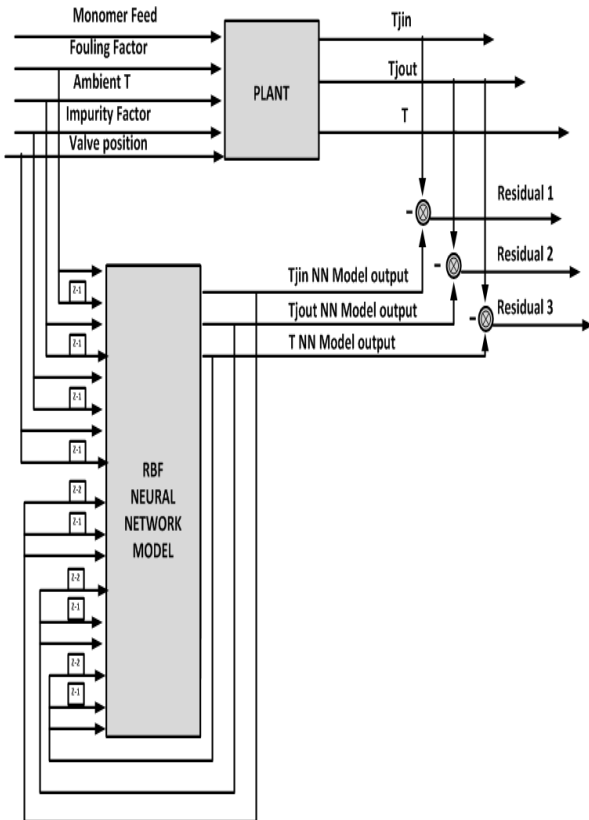 Monomer Feed
Fouling Factor
Ambient T
Impurity Factor
Valve position
PLANT
Tjin
Tjout
T
Residual 1
Residual 2
Residual 3
-
-
-
Tjin NN Model output
Tjout NN Model output
T NN Model output
RBF
NEURAL
NETWORK
MODEL
Z-1
Z-1
Z-1
Z-1
Z-2
Z-1
Z-2
Z-1
Z-2
Z-1